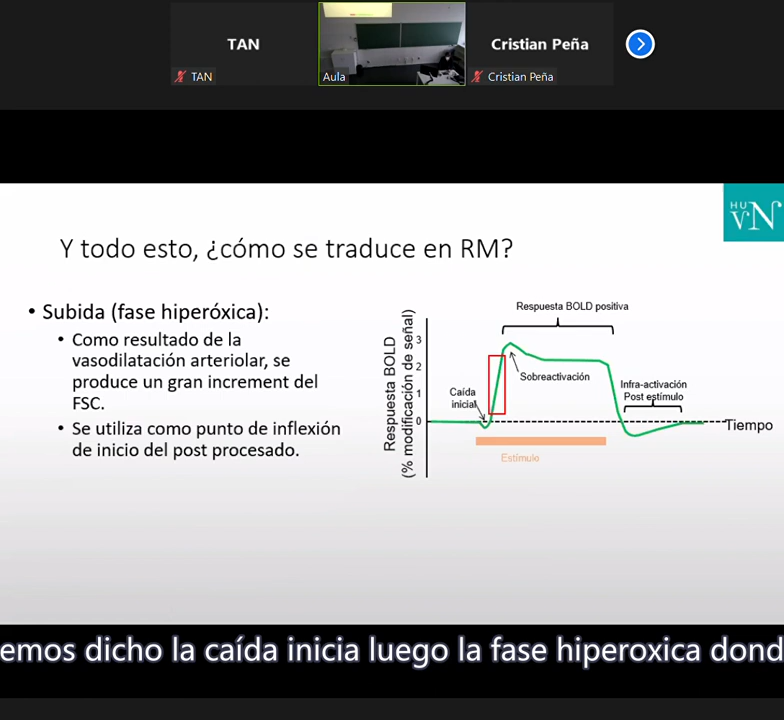 TAN
Cristian Peña
TAN
Aula
Cristian Peña
HU
VN
Y todo esto, ¿cómo se traduce en RM?
• Subida (fase hiperóxica):
• Como resultado de la
vasodilatación arteriolar, se
produce un gran increment del
FSC.
• Se utiliza como punto de inflexión
de inicio del post procesado.
Respuesta BOLD
(% modificación de señal)
3
2
1
0
Respuesta BOLD positiva
Sobreactivación
Caída
inicial
Infra-activación
Post estímulo
Tiempo
Estímulo
emos dicho la caída inicia luego la fase hiperoxica dond